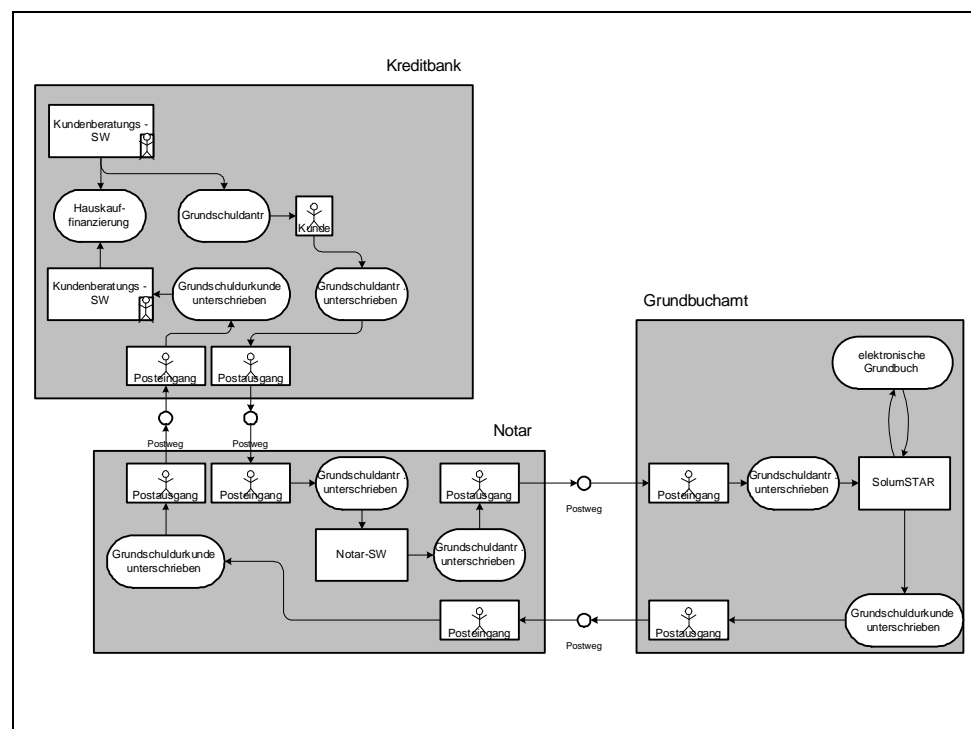 Kreditbank
Kundenberatungs -
SW
Hauskauf-
finanzierung
Grundschuldantr
Kunde
Kundenberatungs -
SW
Grundschuldurkunde
unterschrieben
Grundschuldantr .
unterschrieben
Posteingang
Postausgang
Postweg
Postweg
Grundbuchamt
elektronische
Grundbuch
Posteingang
Grundschuldantr .
unterschrieben
SolumSTAR
Postausgang
Grundschuldurkunde
unterschrieben
Notar
Postausgang
Posteingang
Grundschuldantr .
unterschrieben
Postausgang
Postweg
Grundschuldurkunde
unterschrieben
Notar-SW
Grundschuldantr .
unterschrieben
Posteingang
Postweg